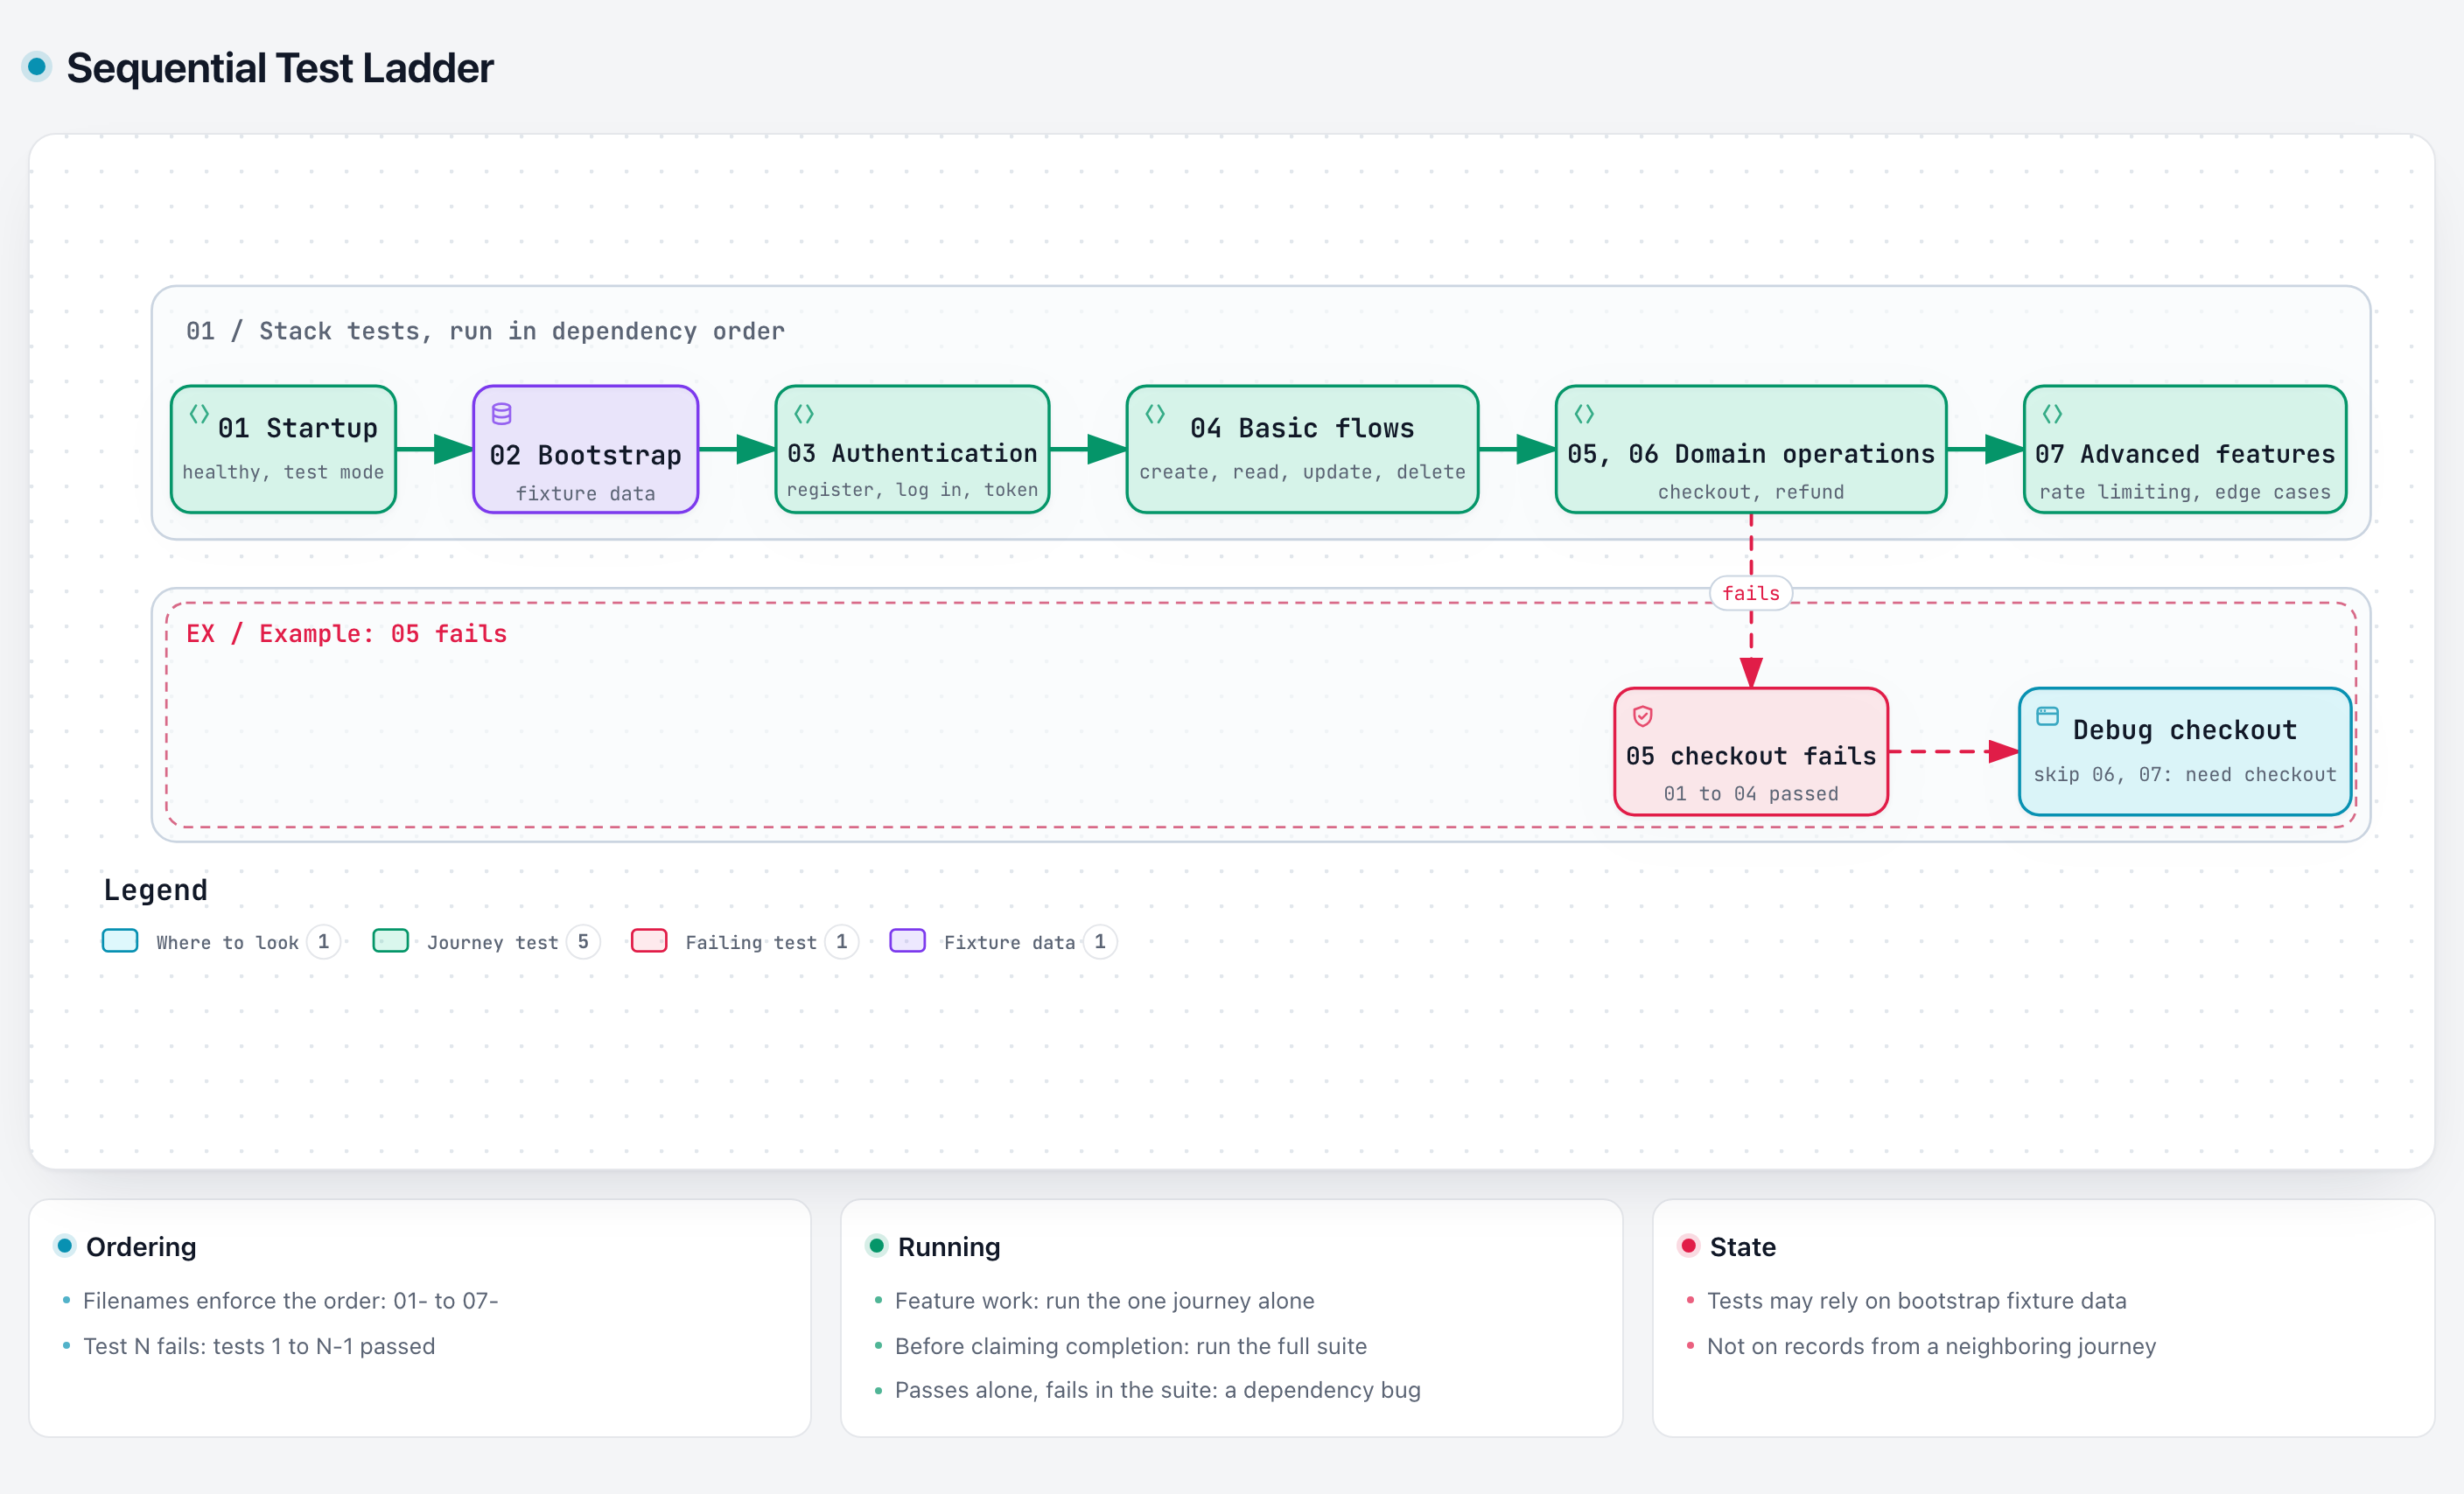 Sequential Test Ladder
01 / Stack tests, run in dependency order
01 Startup
healthy, test mode
02 Bootstrap
fixture data
03 Authentication
register, log in, token
04 Basic flows
create, read, update, delete
05, 06 Domain operations
checkout, refund
07 Advanced features
rate limiting, edge cases
fails
EX / Example: 05 fails
05 checkout fails
01 to 04 passed
Debug checkout
skip 06, 07: need checkout
Legend
Where to look 1
Journey test 5
Failing test 1
Fixture data 1
Ordering
Filenames enforce the order: 01- to 07-
Test N fails: tests 1 to N-1 passed
Running
Feature work: run the one journey alone
Before claiming completion: run the full suite
Passes alone, fails in the suite: a dependency bug
State
Tests may rely on bootstrap fixture data
Not on records from a neighboring journey